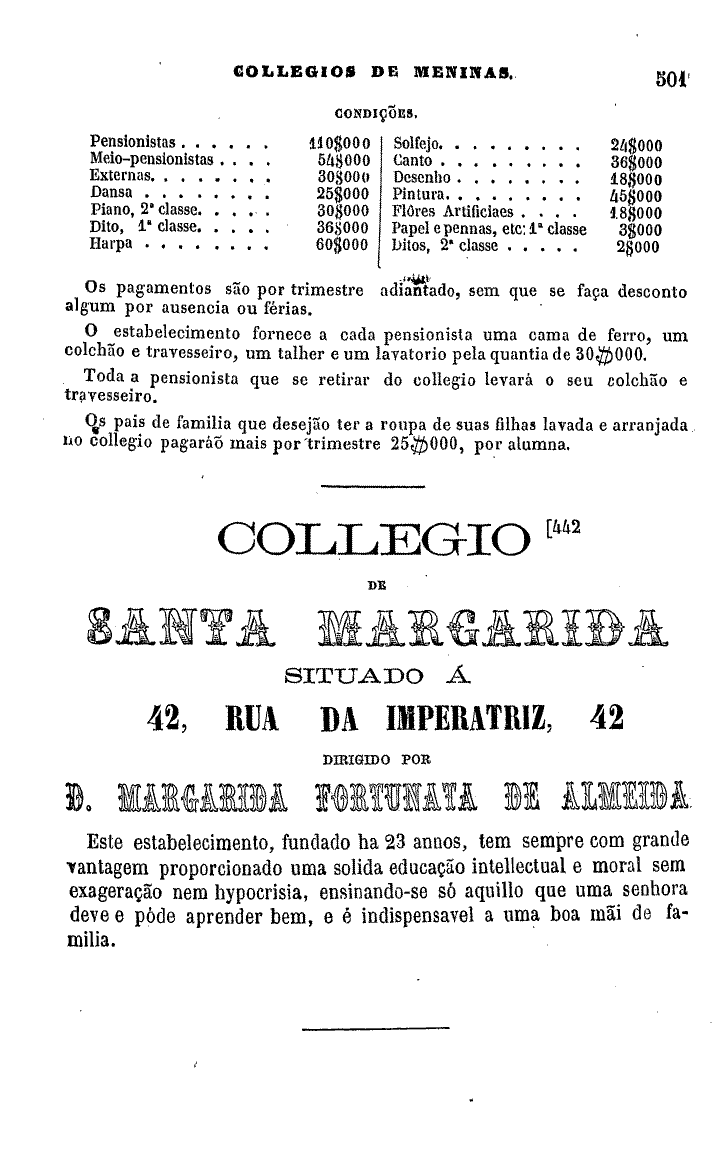 COLLEGIOS DE MENINAS. 501
CONDIÇÕES.
Pensionistas . . . . . . 110$000
Meio-pensionistas . . . . 54$000
Externas. . . . . . . . 30$000
Dansa . . . . . . . . 25$000
Piano, 2ª classe. . . . . 30$000
Dito, 1ª classe. . . . . 36$000
Harpa . . . . . . . . 60$000
Solfejo. . . . . . . . . 24$000
Canto . . . . . . . . . 36$000
Desenho . . . . . . . . 18$000
Pintura. . . . . . . . . 45$000
Flôres Artificiaes . . . . 18$000
Papel e pennas, etc: 1ª classe 3$000
Ditos, 2ª classe . . . . . 2$000
Os pagamentos são por trimestre adiantado, sem que se faça desconto
algum por ausencia ou férias.
O estabelecimento fornece a cada pensionista uma cama de ferro, um
colchão e travesseiro, um talher e um lavatorio pela quantia de 30$000.
Toda a pensionista que se retirar do collegio levará o seu colchão e
travesseiro.
Os pais de familia que desejão ter a roupa de suas filhas lavada e arranjada
no collegio pagaráõ mais por trimestre 25$000, por alumna.
COLLEGIO [442
DE
SANTA MARGARIDA
SITUADO Á
42, RUA DA IMPERATRIZ, 42
DIRIGIDO POR
D. MARGARIDA FORTUNATA DE ALMEIDA
Este estabelecimento, fundado ha 23 annos, tem sempre com grande
vantagem proporcionado uma solida educação intellectual e moral sem
exageração nem hypocrisia, ensinando-se só aquillo que uma senhora
deve e póde aprender bem, e é indispensavel a uma boa mãi de fa-
milia.